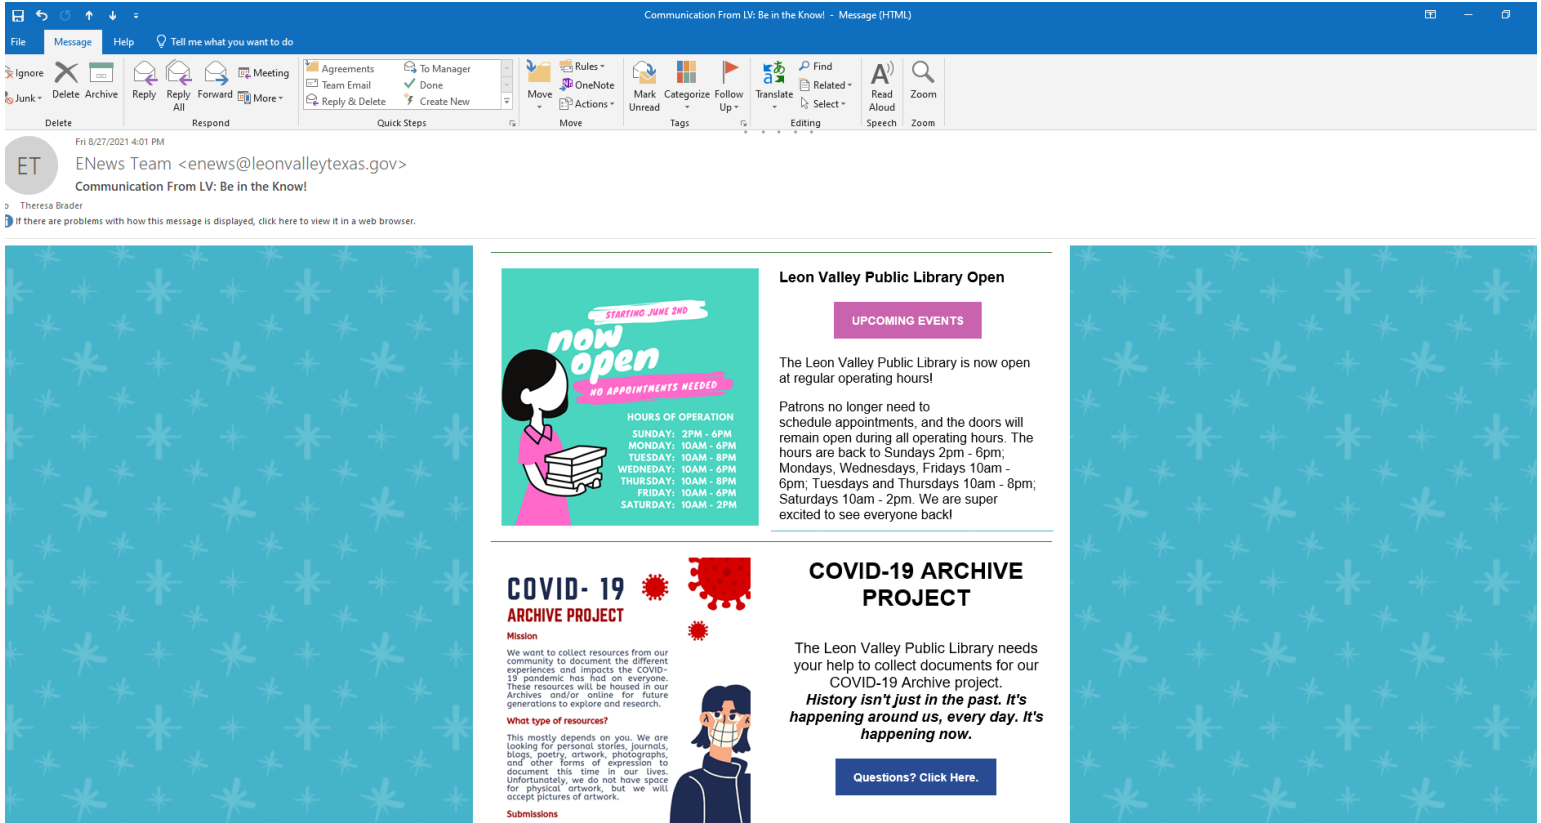 Communication From LV: Be in the Know! - Message (HTML)
File Message Help Tell me what you want to do
Ignore
Junk
Delete
Archive
Reply
Reply All
Forward
Meeting
More
Agreements
Team Email
Reply & Delete
To Manager
Done
Create New
Move
Rules
OneNote
Actions
Mark Unread
Categorize
Follow Up
Translate
Find
Related
Select
Read Aloud
Zoom
Delete Respond Quick Steps Move Tags Editing Speech Zoom
Fri 8/27/2021 4:01 PM
ET
ENews Team <enews@leonvalleytexas.gov>
Communication From LV: Be in the Know!
Theresa Brader
If there are problems with how this message is displayed, click here to view it in a web browser.
STARTING JUNE 2ND
now
open
NO APPOINTMENTS NEEDED
HOURS OF OPERATION
SUNDAY: 2PM - 6PM
MONDAY: 10AM - 6PM
TUESDAY: 10AM - 8PM
WEDNEDAY: 10AM - 6PM
THURSDAY: 10AM - 8PM
FRIDAY: 10AM - 6PM
SATURDAY: 10AM - 2PM
Leon Valley Public Library Open
UPCOMING EVENTS
The Leon Valley Public Library is now open
at regular operating hours!
Patrons no longer need to
schedule appointments, and the doors will
remain open during all operating hours. The
hours are back to Sundays 2pm - 6pm;
Mondays, Wednesdays, Fridays 10am -
6pm; Tuesdays and Thursdays 10am - 8pm;
Saturdays 10am - 2pm. We are super
excited to see everyone back!
COVID- 19
ARCHIVE PROJECT
Mission
We want to collect resources from our
community to document the different
experiences and impacts the COVID-
19 pandemic has had on everyone.
These resources will be housed in our
Archives and/or online for future
generations to explore and research.
What type of resources?
This mostly depends on you. We are
looking for personal stories, journals,
blogs, poetry, artwork, photographs,
and other forms of expression to
document this time in our lives.
Unfortunately, we do not have space
for physical artwork, but we will
accept pictures of artwork.
Submissions
COVID-19 ARCHIVE
PROJECT
The Leon Valley Public Library needs
your help to collect documents for our
COVID-19 Archive project.
History isn't just in the past. It's
happening around us, every day. It's
happening now.
Questions? Click Here.